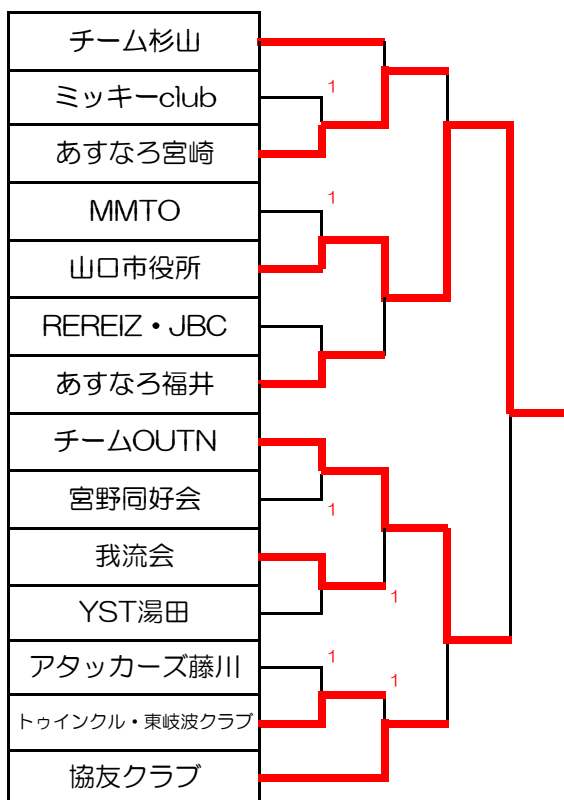 チーム杉山
ミッキーclub
1
あすなろ宮崎
MMTO
1
山口市役所
REREIZ・JBC
あすなろ福井
チームOUTN
宮野同好会
1
我流会
1
YST湯田
アタッカーズ藤川
1
1
トゥインクル・東岐波クラブ
協友クラブ